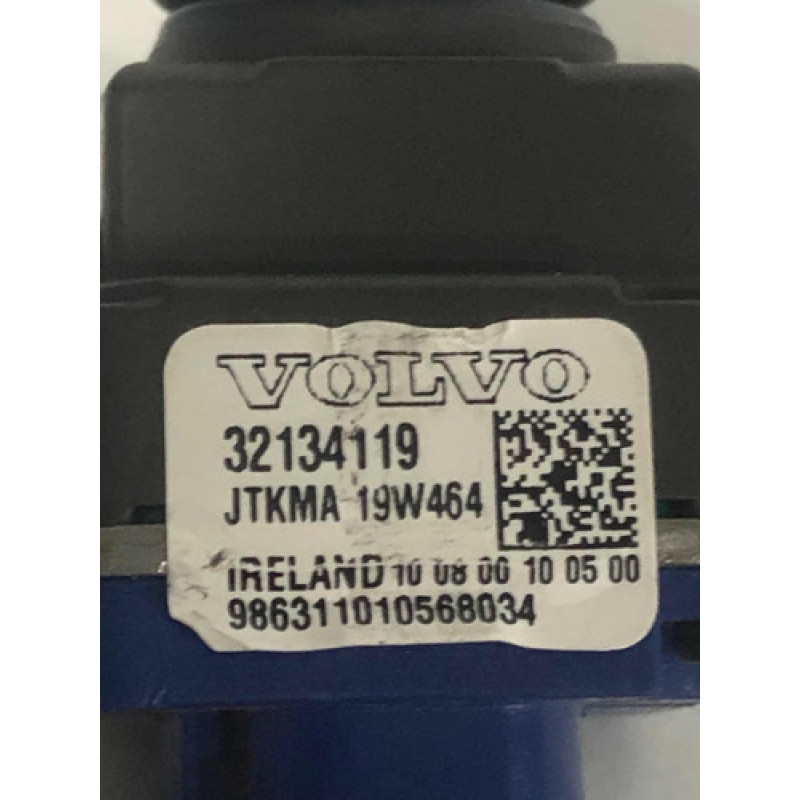 VOLVO
32134119
JTKMA 19W464
IRELAND 10 08 00 10 05 00
986311010568034